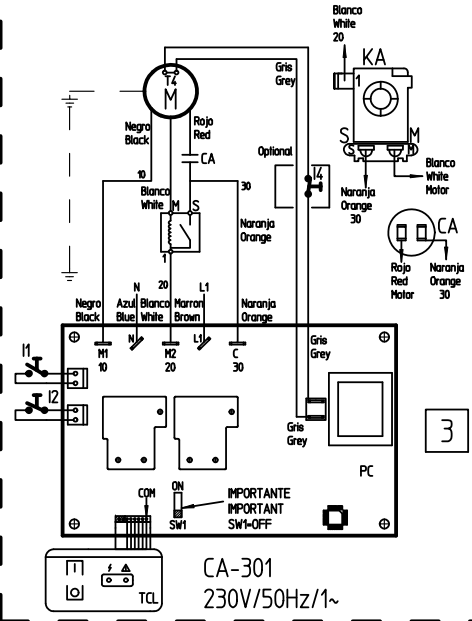 Blanco
White
20
KA
1
S
M
S
M
Naranja
Orange
30
Blanco
White
Motor
CA
Rojo
Red
Motor
Naranja
Orange
30
T4
M
Gris
Grey
Negro
Black
Rojo
Red
CA
Optional
I4
10
30
Blanco
White
M
S
Naranja
Orange
1
20
N
L1
Negro
Black
Azul
Blue
Blanco
White
Marron
Brown
Naranja
Orange
M1
10
N
M2
20
L1
C
30
Gris
Grey
I1
I2
Gris
Grey
PC
3
COM
ON
SW1
IMPORTANTE
IMPORTANT
SW1=OFF
TCL
CA-301
230V/50Hz/1~